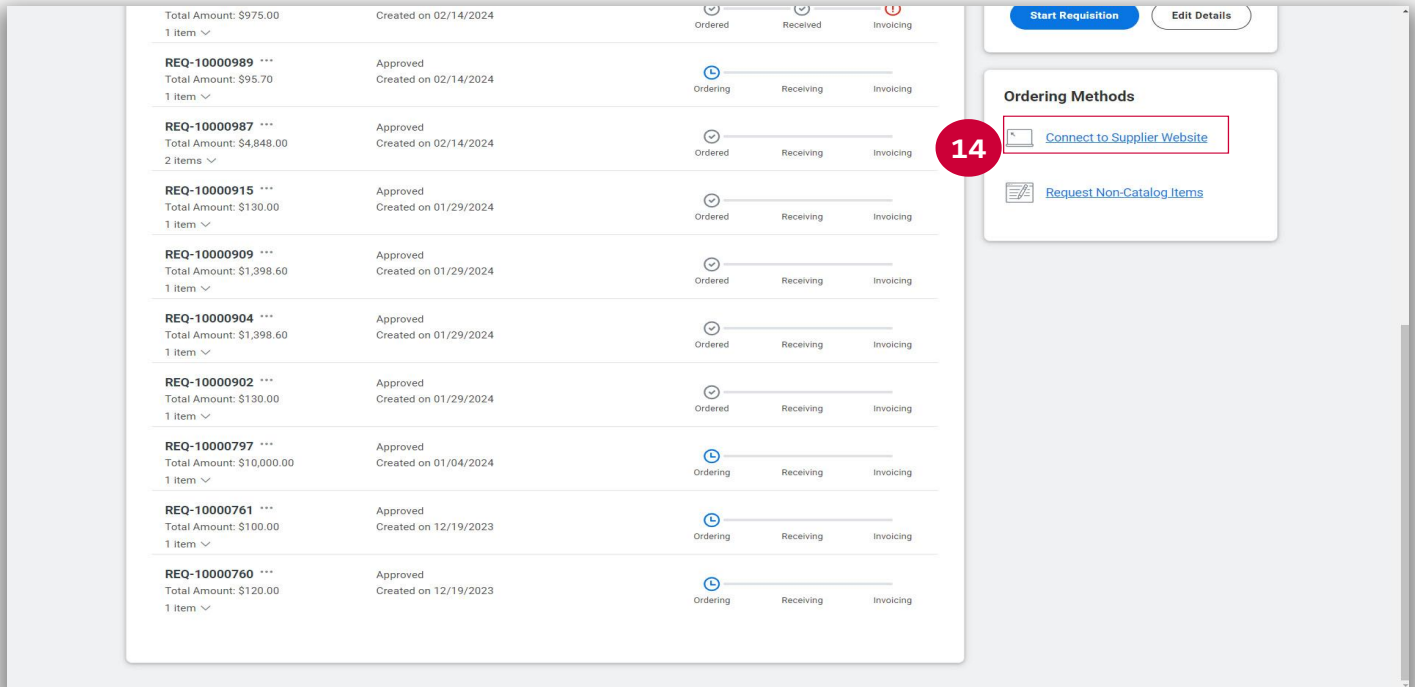 Total Amount: $975.00
Created on 02/14/2024
1 item
Ordered Received Invoicing
REQ-10000989 ...
Approved
Total Amount: $95.70
Created on 02/14/2024
1 item
Ordering Receiving Invoicing
REQ-10000987 ...
Approved
Total Amount: $4,848.00
Created on 02/14/2024
2 items
Ordered Receiving Invoicing
REQ-10000915 ...
Approved
Total Amount: $130.00
Created on 01/29/2024
1 item
Ordered Receiving Invoicing
REQ-10000909 ...
Approved
Total Amount: $1,398.60
Created on 01/29/2024
1 item
Ordered Receiving Invoicing
REQ-10000904 ...
Approved
Total Amount: $1,398.60
Created on 01/29/2024
1 item
Ordered Receiving Invoicing
REQ-10000902 ...
Approved
Total Amount: $130.00
Created on 01/29/2024
1 item
Ordered Receiving Invoicing
REQ-10000797 ...
Approved
Total Amount: $10,000.00
Created on 01/04/2024
1 item
Ordering Receiving Invoicing
REQ-10000761 ...
Approved
Total Amount: $100.00
Created on 12/19/2023
1 item
Ordering Receiving Invoicing
REQ-10000760 ...
Approved
Total Amount: $120.00
Created on 12/19/2023
1 item
Ordering Receiving Invoicing
Start Requisition
Edit Details
Ordering Methods
14
Connect to Supplier Website
Request Non-Catalog Items